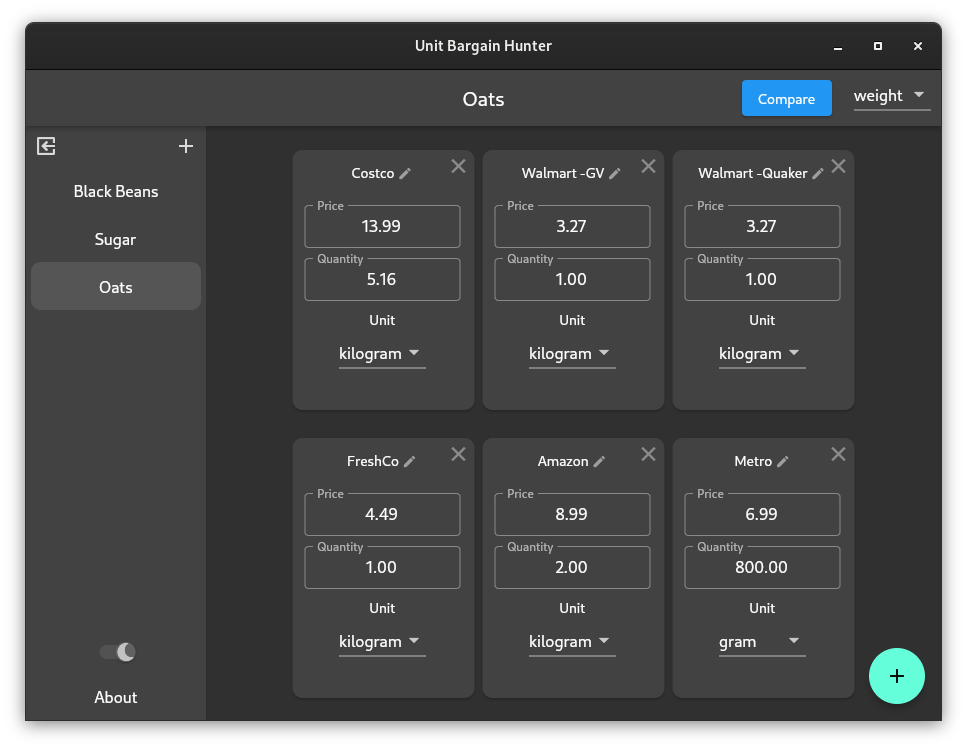 Unit Bargain Hunter
Oats
Compare
weight
Black Beans
Sugar
Oats
About
Costco
Price
13.99
Quantity
5.16
Unit
kilogram
Walmart -GV
Price
3.27
Quantity
1.00
Unit
kilogram
Walmart -Quaker
Price
3.27
Quantity
1.00
Unit
kilogram
FreshCo
Price
4.49
Quantity
1.00
Unit
kilogram
Amazon
Price
8.99
Quantity
2.00
Unit
kilogram
Metro
Price
6.99
Quantity
800.00
Unit
gram